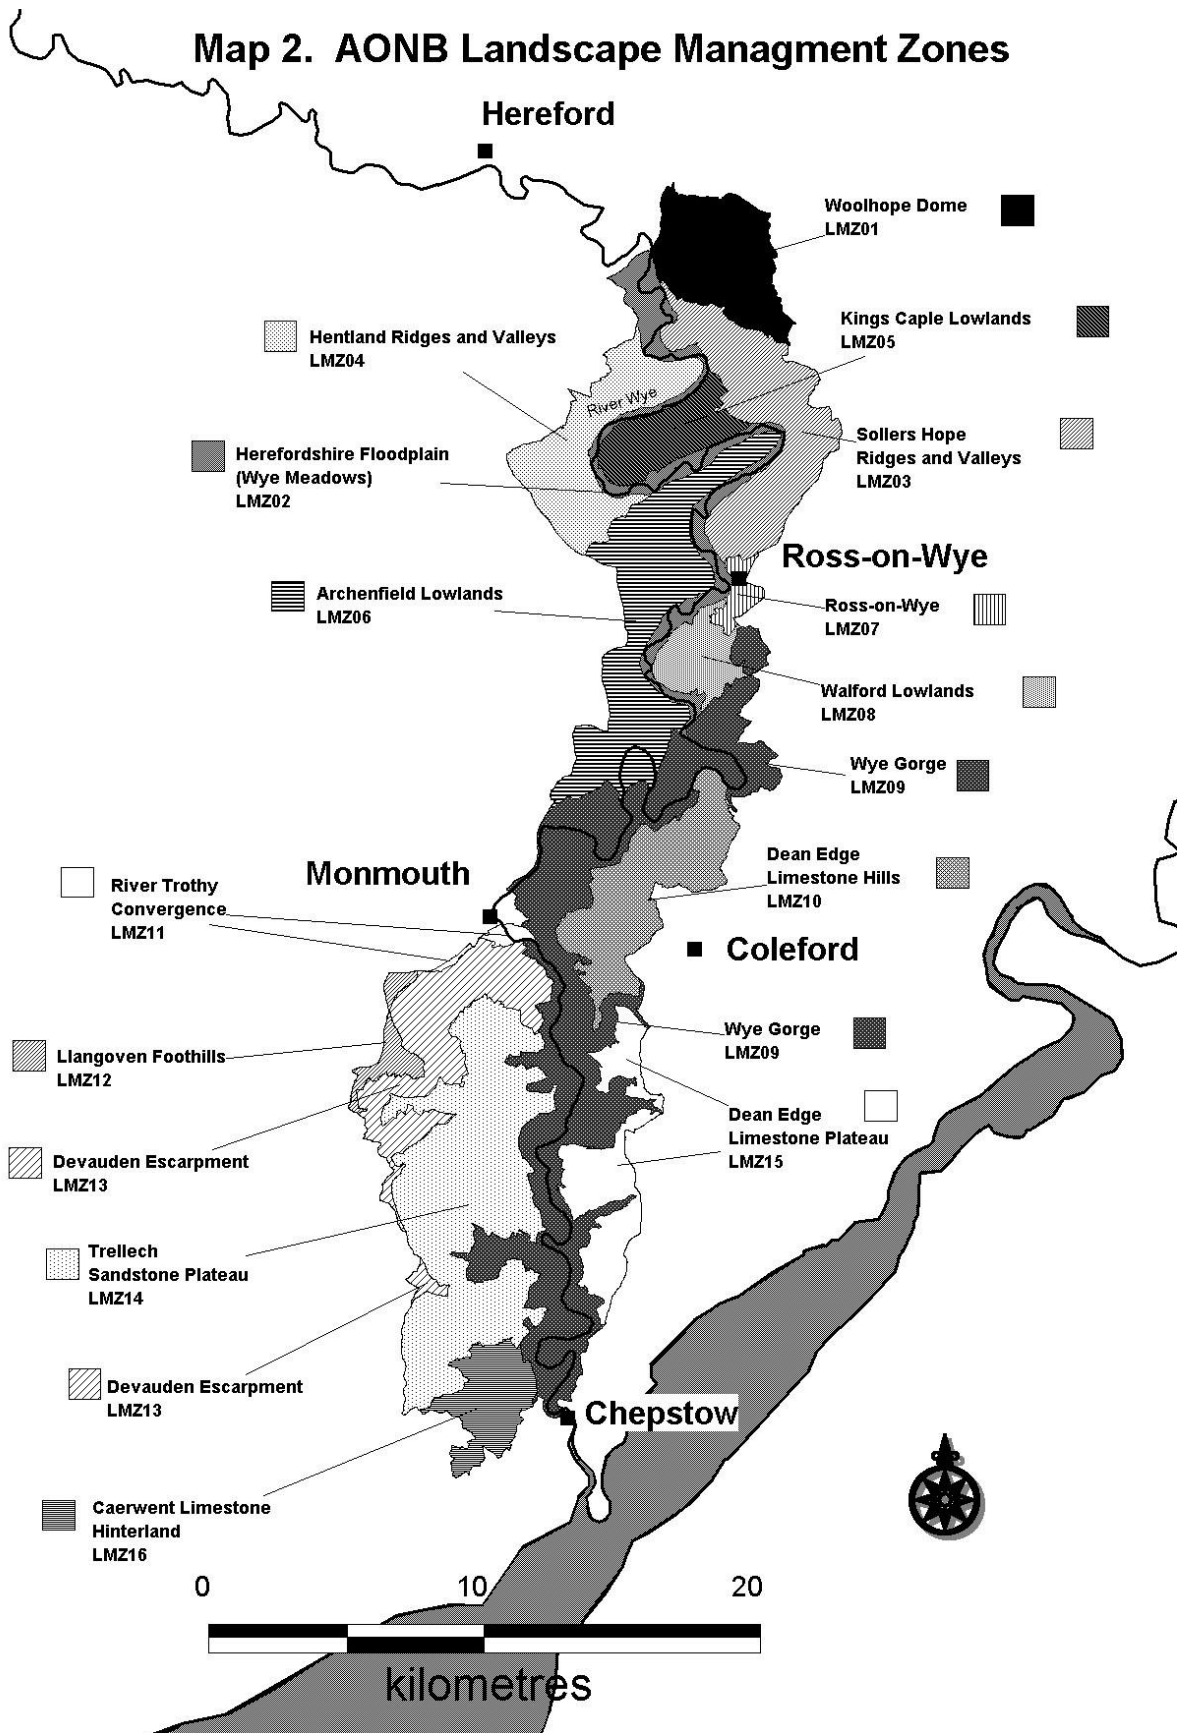 Map 2. AONB Landscape Managment Zones
Hereford
Woolhope Dome
LMZ01
Kings Caple Lowlands
LMZ05
Hentland Ridges and Valleys
LMZ04
River Wye
Sollers Hope
Ridges and Valleys
LMZ03
Herefordshire Floodplain
(Wye Meadows)
LMZ02
Ross-on-Wye
Archenfield Lowlands
LMZ06
Ross-on-Wye
LMZ07
Walford Lowlands
LMZ08
Wye Gorge
LMZ09
Dean Edge
Limestone Hills
LMZ10
Monmouth
River Trothy
Convergence
LMZ11
Coleford
Wye Gorge
LMZ09
Llangoven Foothills
LMZ12
Dean Edge
Limestone Plateau
LMZ15
Devauden Escarpment
LMZ13
Trellech
Sandstone Plateau
LMZ14
Devauden Escarpment
LMZ13
Chepstow
Caerwent Limestone
Hinterland
LMZ16
0 10 20
kilometres